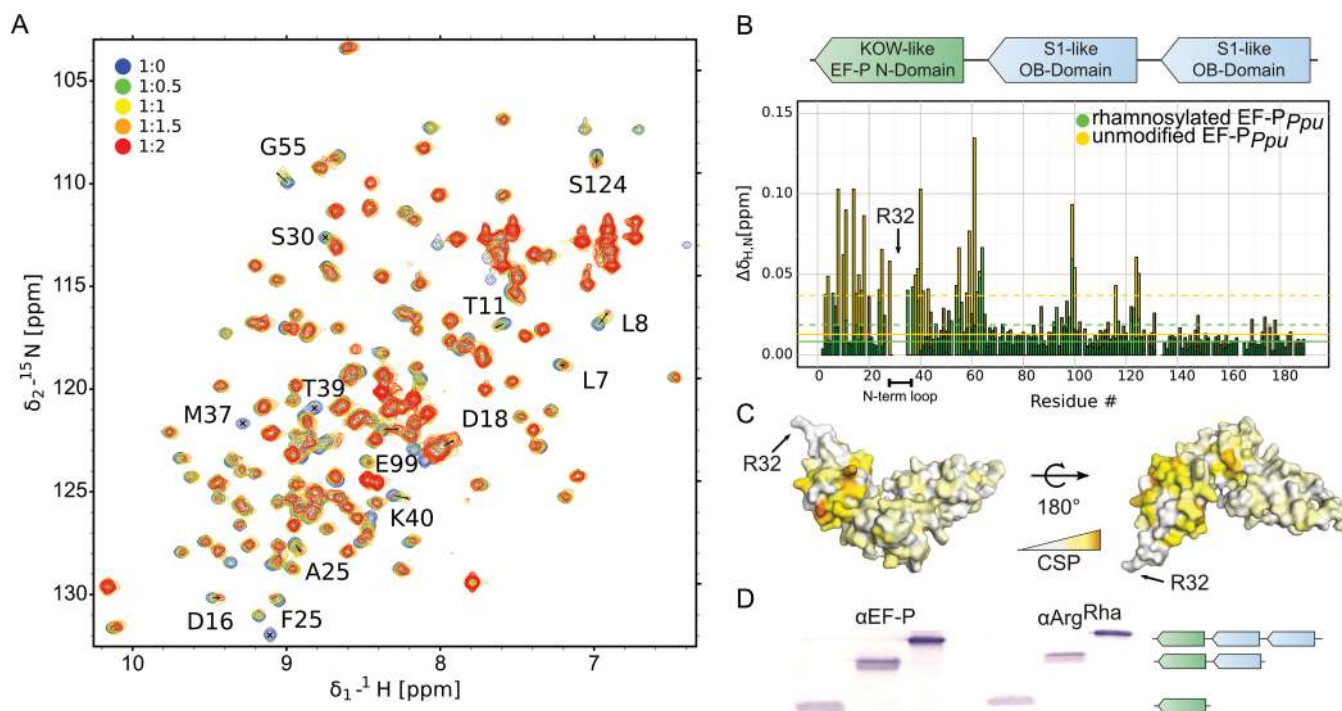 A
105
110
115
120
125
130
δ2-15N [ppm]
1:0
1:0.5
1:1
1:1.5
1:2
G55
S124
S30
T11
L8
L7
T39
M37
D18
E99
K40
A25
D16
F25
10
9
8
7
δ1-1H [ppm]
B
KOW-like
EF-P N-Domain
S1-like
OB-Domain
S1-like
OB-Domain
0.15
0.10
0.05
0.00
ΔδH,N[ppm]
rhamnosylated EF-PPpu
unmodified EF-PPpu
R32
0 20 40 60 80 100 120 140 160 180
N-term loop
Residue #
C
R32
180°
CSP
R32
D
αEF-P
αArgRha